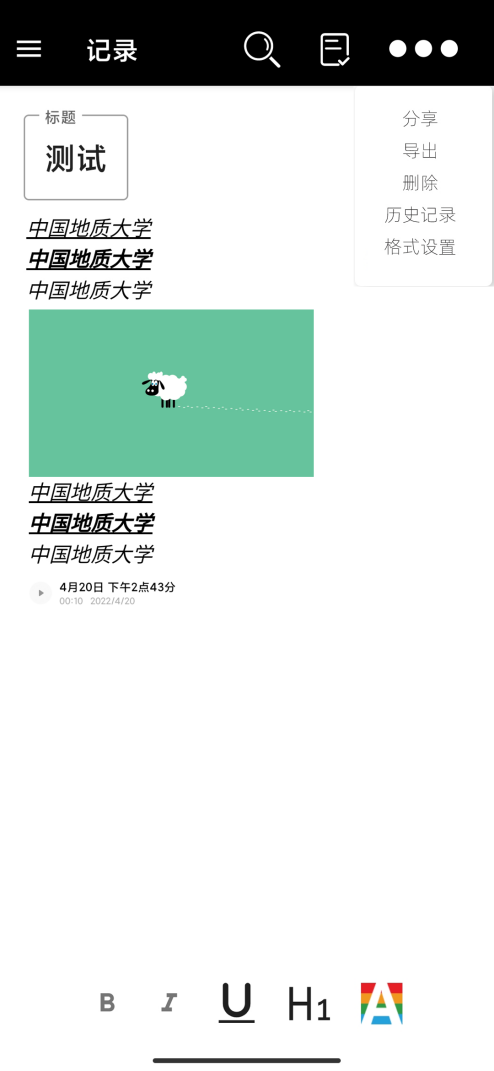 记录
分享
导出
删除
历史记录
格式设置
标题
测试
中国地质大学
中国地质大学
中国地质大学
中国地质大学
中国地质大学
中国地质大学
4月20日 下午2点43分
00:10 2022/4/20
B I U H1 A